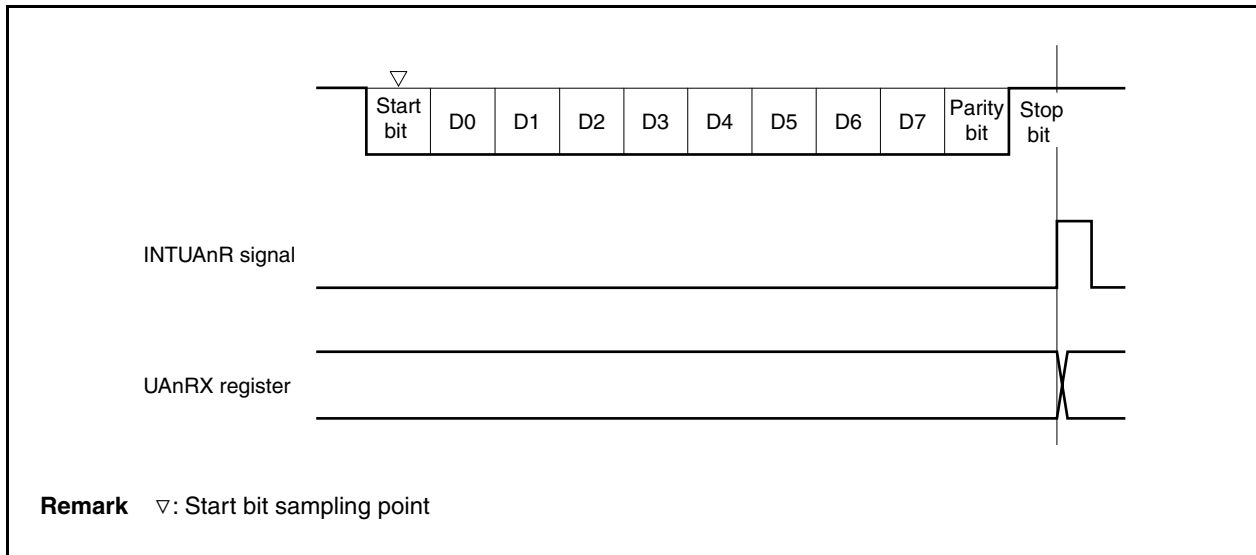 ▽
Start bit D0 D1 D2 D3 D4 D5 D6 D7 Parity bit Stop bit
INTUAnR signal
UAnRX register
Remark ▽: Start bit sampling point